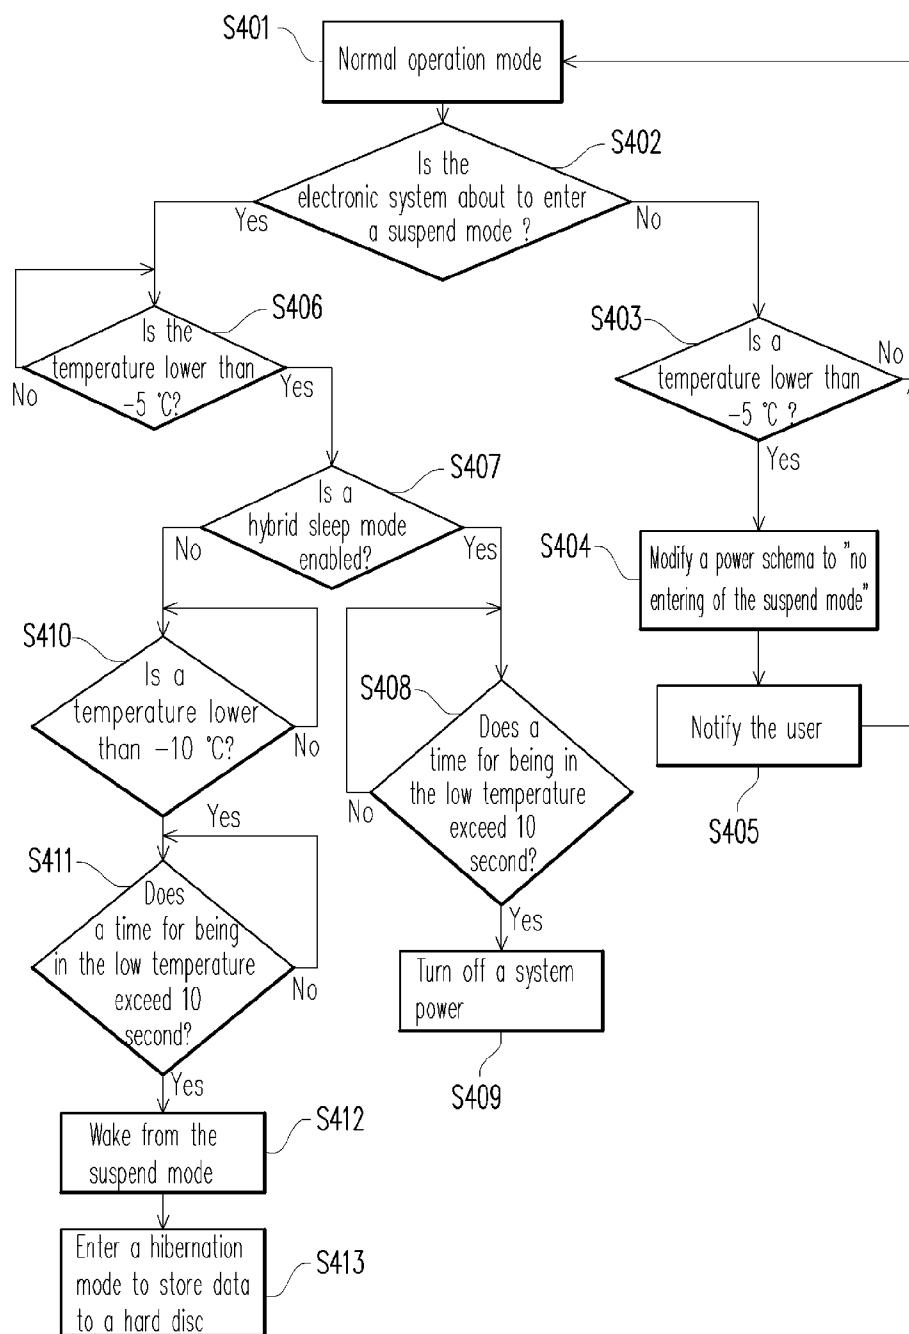 S401
Normal operation mode
S402
Is the
electronic system about to enter
a suspend mode ?
Yes
No
S406
Is the
temperature lower than
-5 °C?
No
Yes
S403
Is a
temperature lower than
-5 °C ?
No
Yes
S407
Is a
hybrid sleep mode
enabled?
No
Yes
S404
Modify a power schema to "no
entering of the suspend mode"
S410
Is a
temperature lower
than -10 °C?
No
Yes
S408
Does a
time for being in
the low temperature
exceed 10
second?
No
Yes
Notify the user
S405
S411
Does
a time for being
in the low temperature
exceed 10
second?
No
Yes
Turn off a system
power
S409
S412
Wake from the
suspend mode
S413
Enter a hibernation
mode to store data
to a hard disc